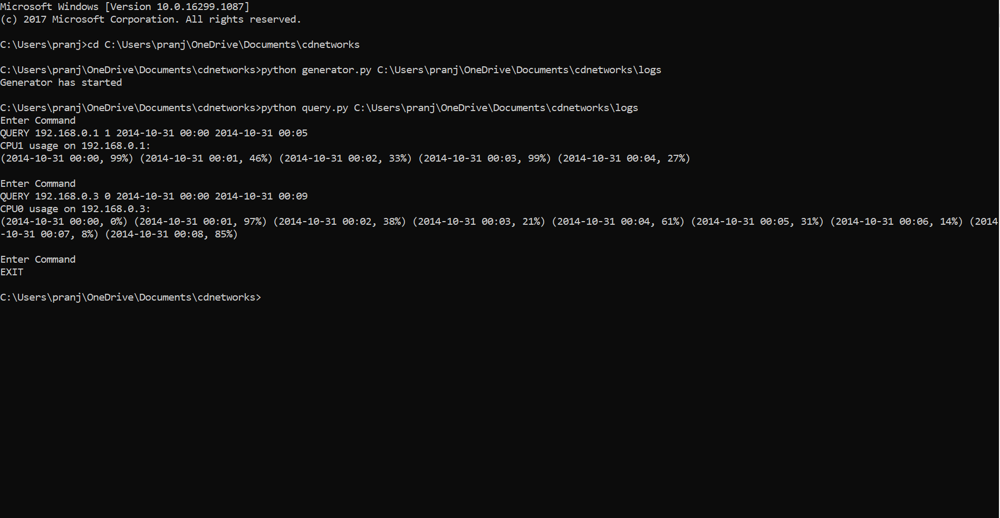 Microsoft Windows [Version 10.0.16299.1087]
(c) 2017 Microsoft Corporation. All rights reserved.
C:\Users\pranj>cd C:\Users\pranj\OneDrive\Documents\cdnetworks
C:\Users\pranj\OneDrive\Documents\cdnetworks>python generator.py C:\Users\pranj\OneDrive\Documents\cdnetworks\logs
Generator has started
C:\Users\pranj\OneDrive\Documents\cdnetworks>python query.py C:\Users\pranj\OneDrive\Documents\cdnetworks\logs
Enter Command
QUERY 192.168.0.1 1 2014-10-31 00:00 2014-10-31 00:05
CPU1 usage on 192.168.0.1:
(2014-10-31 00:00, 99%) (2014-10-31 00:01, 46%) (2014-10-31 00:02, 33%) (2014-10-31 00:03, 99%) (2014-10-31 00:04, 27%)
Enter Command
QUERY 192.168.0.3 0 2014-10-31 00:00 2014-10-31 00:09
CPU0 usage on 192.168.0.3:
(2014-10-31 00:00, 0%) (2014-10-31 00:01, 97%) (2014-10-31 00:02, 38%) (2014-10-31 00:03, 21%) (2014-10-31 00:04, 61%) (2014-10-31 00:05, 31%) (2014-10-31 00:06, 14%) (2014
-10-31 00:07, 8%) (2014-10-31 00:08, 85%)
Enter Command
EXIT
C:\Users\pranj\OneDrive\Documents\cdnetworks>